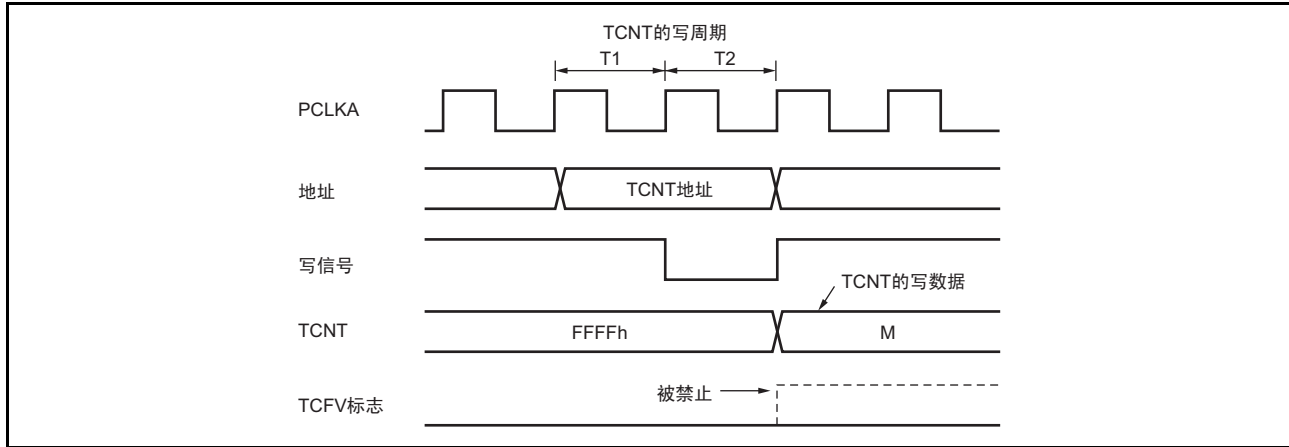 TCNT的写周期
T1 T2
PCLKA
地址 TCNT地址
写信号
TCNT的写数据
TCNT FFFFh M
被禁止
TCFV标志